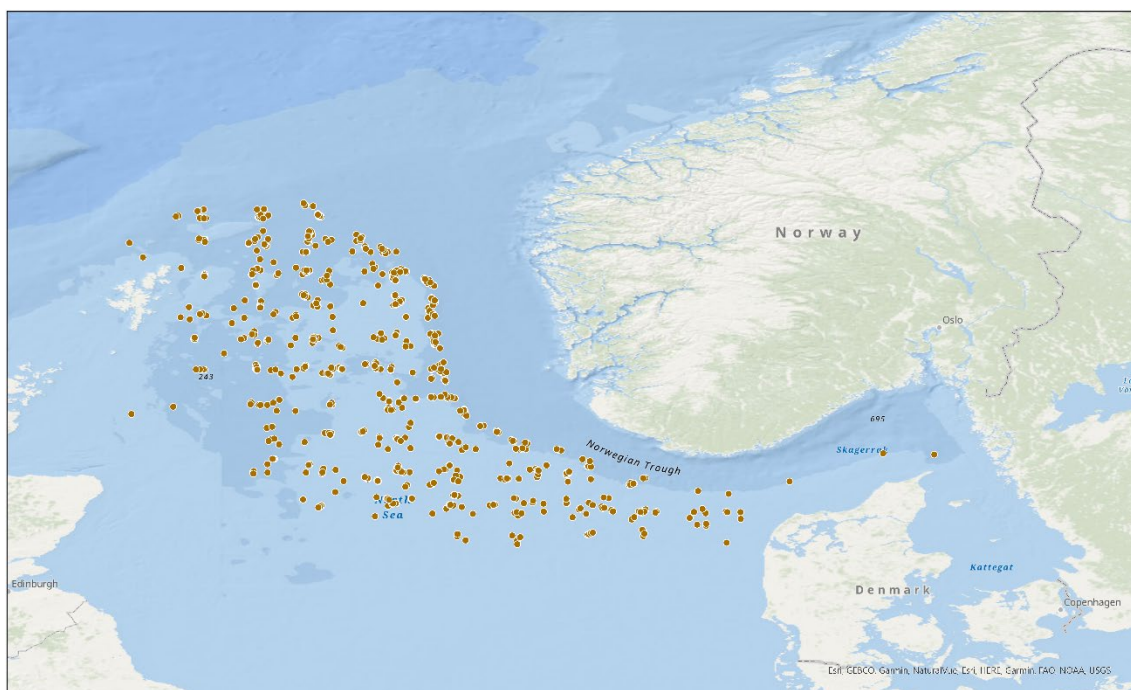 Norway
Oslo
243
695
Skagerrak
Norwegian Trough
North
Sea
Kattegat
Edinburgh
Denmark
Copenhagen
Esri, GEBCO, Garmin, NaturalVue, Esri, HERE, Garmin, FAO, NOAA, USGS